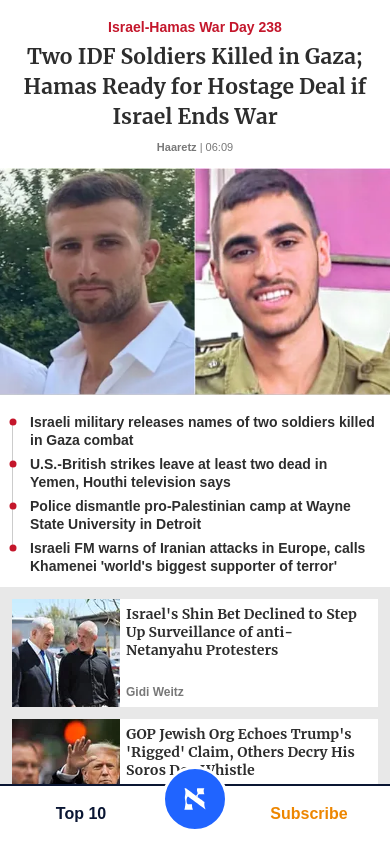 Israel-Hamas War Day 238
Two IDF Soldiers Killed in Gaza;
Hamas Ready for Hostage Deal if
Israel Ends War
Haaretz | 06:09
Israeli military releases names of two soldiers killed
in Gaza combat
U.S.-British strikes leave at least two dead in
Yemen, Houthi television says
Police dismantle pro-Palestinian camp at Wayne
State University in Detroit
Israeli FM warns of Iranian attacks in Europe, calls
Khamenei 'world's biggest supporter of terror'
Israel's Shin Bet Declined to Step
Up Surveillance of anti-
Netanyahu Protesters
Gidi Weitz
GOP Jewish Org Echoes Trump's
'Rigged' Claim, Others Decry His
Soros
Top 10
Subscribe